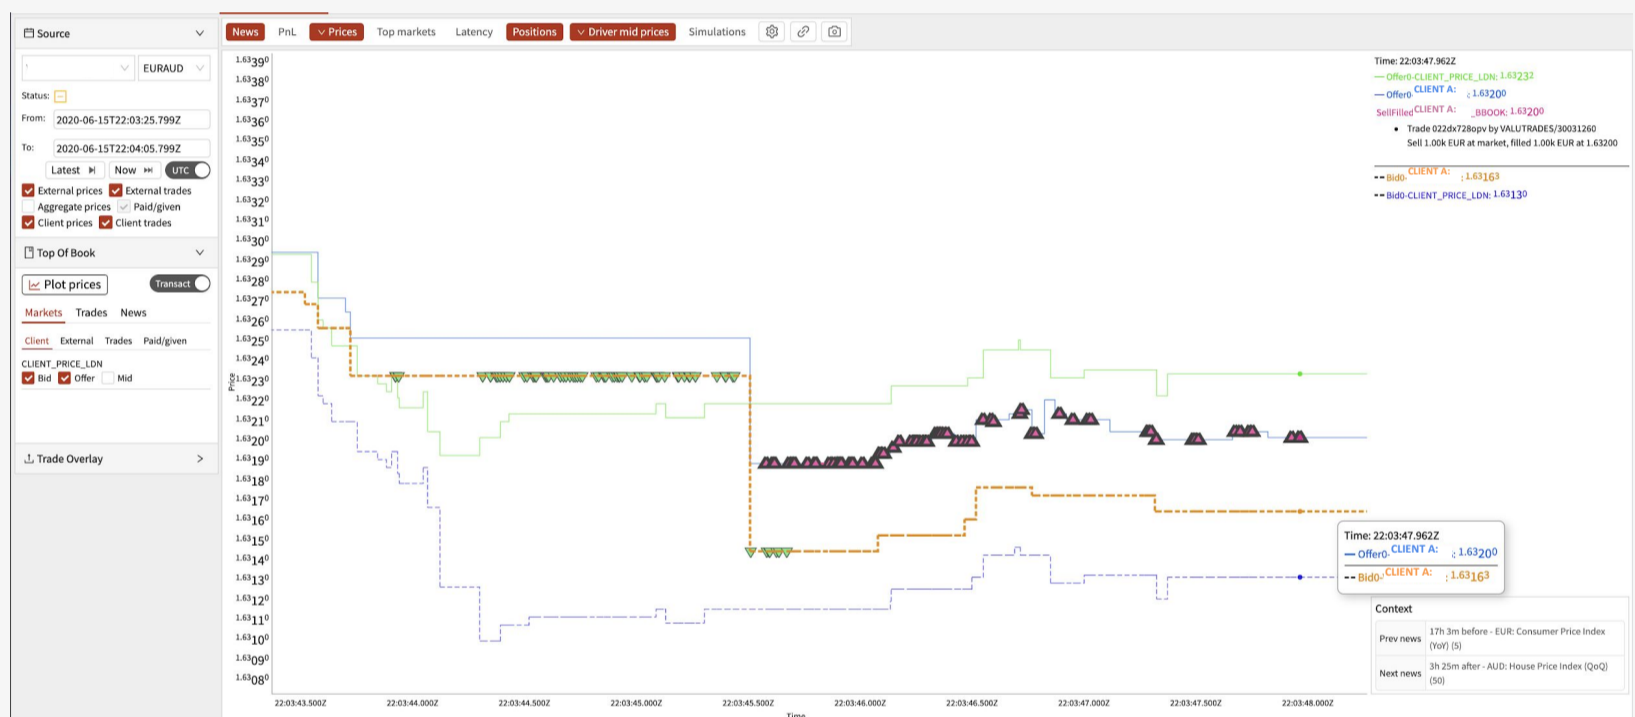 Source
EURAUD
Status:
From: 2020-06-15T22:03:25.799Z
To: 2020-06-15T22:04:05.799Z
Latest Now UTC
External prices External trades
Aggregate prices Paid/given
Client prices Client trades
Top Of Book
Plot prices Transact
Markets Trades News
Client External Trades Paid/given
CLIENT_PRICE_LDN
Bid Offer Mid
Trade Overlay
News PnL Prices Top markets Latency Positions Driver mid prices Simulations
1.63390
1.63380
1.63370
1.63360
1.63350
1.63340
1.63330
1.63320
1.63310
1.63300
1.63290
1.63280
1.63270
1.63260
1.63250
1.63240
1.63230
1.63220
1.63210
1.63200
1.63190
1.63180
1.63170
1.63160
1.63150
1.63140
1.63130
1.63120
1.63110
1.63100
1.63090
1.63080
Price
22:03:43.500Z 22:03:44.000Z 22:03:44.500Z 22:03:45.000Z 22:03:45.500Z 22:03:46.000Z 22:03:46.500Z 22:03:47.000Z 22:03:47.500Z 22:03:48.000Z
Time
Time: 22:03:47.962Z
Offer0-CLIENT_PRICE_LDN: 1.63232
Offer0- CLIENT A: : 1.63200
SellFilled CLIENT A: _BBOOK: 1.63200
• Trade 022dx728opv by VALUTRADES/30031260
Sell 1.00k EUR at market, filled 1.00k EUR at 1.63200
Bid0- CLIENT A: : 1.63163
Bid0-CLIENT_PRICE_LDN: 1.63130
Time: 22:03:47.962Z
Offer0- CLIENT A: : 1.63200
Bid0- CLIENT A: : 1.63163
Context
Prev news 17h 3m before - EUR: Consumer Price Index
(YoY) (5)
Next news 3h 25m after - AUD: House Price Index (QoQ)
(50)